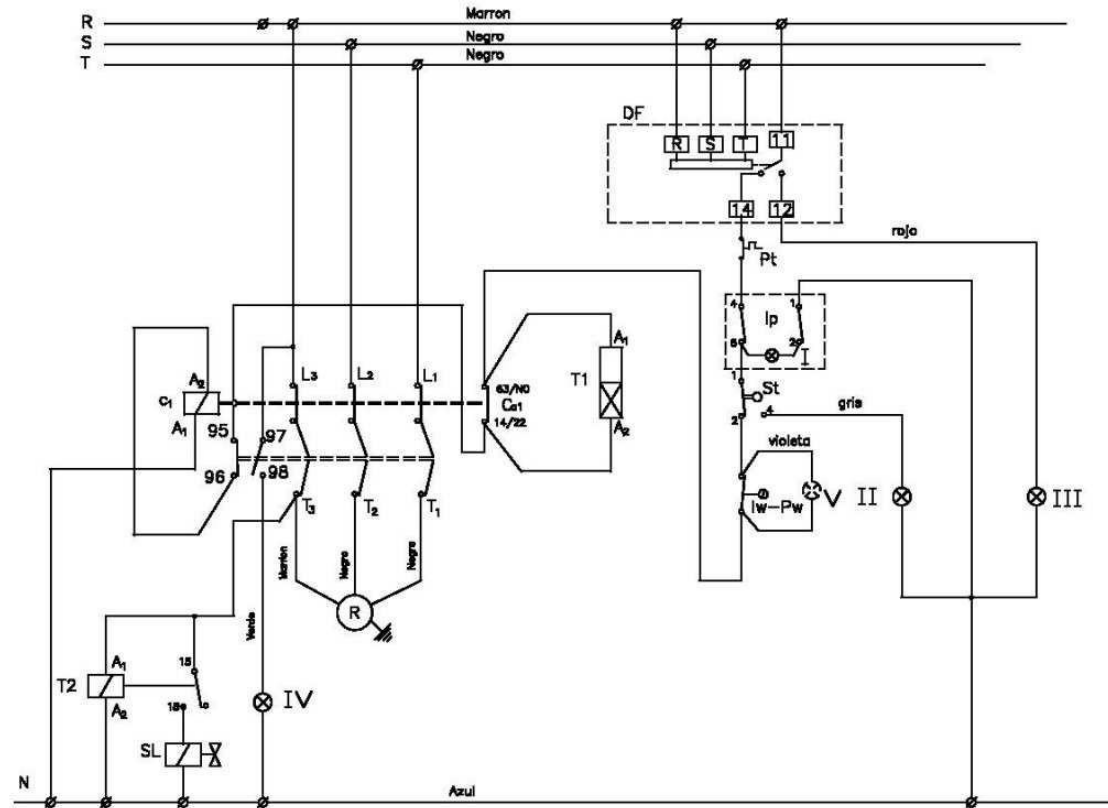 R
Marron
S
Negro
T
Negro
DF
R
S
T
11
14
12
rojo
Pt
4
1
Ip
5
2
I
1
St
2
4
gris
violeta
Iw-Pw
V
II
III
A₂
C₁
A₁
95
97
96
98
L₃
L₂
L₁
63/NO
Ca1
14/22
A₁
T1
A₂
T₃
T₂
T₁
Marron
Negro
Negro
R
Verde
A₁
T2
A₂
15
18
SL
IV
N
Azul